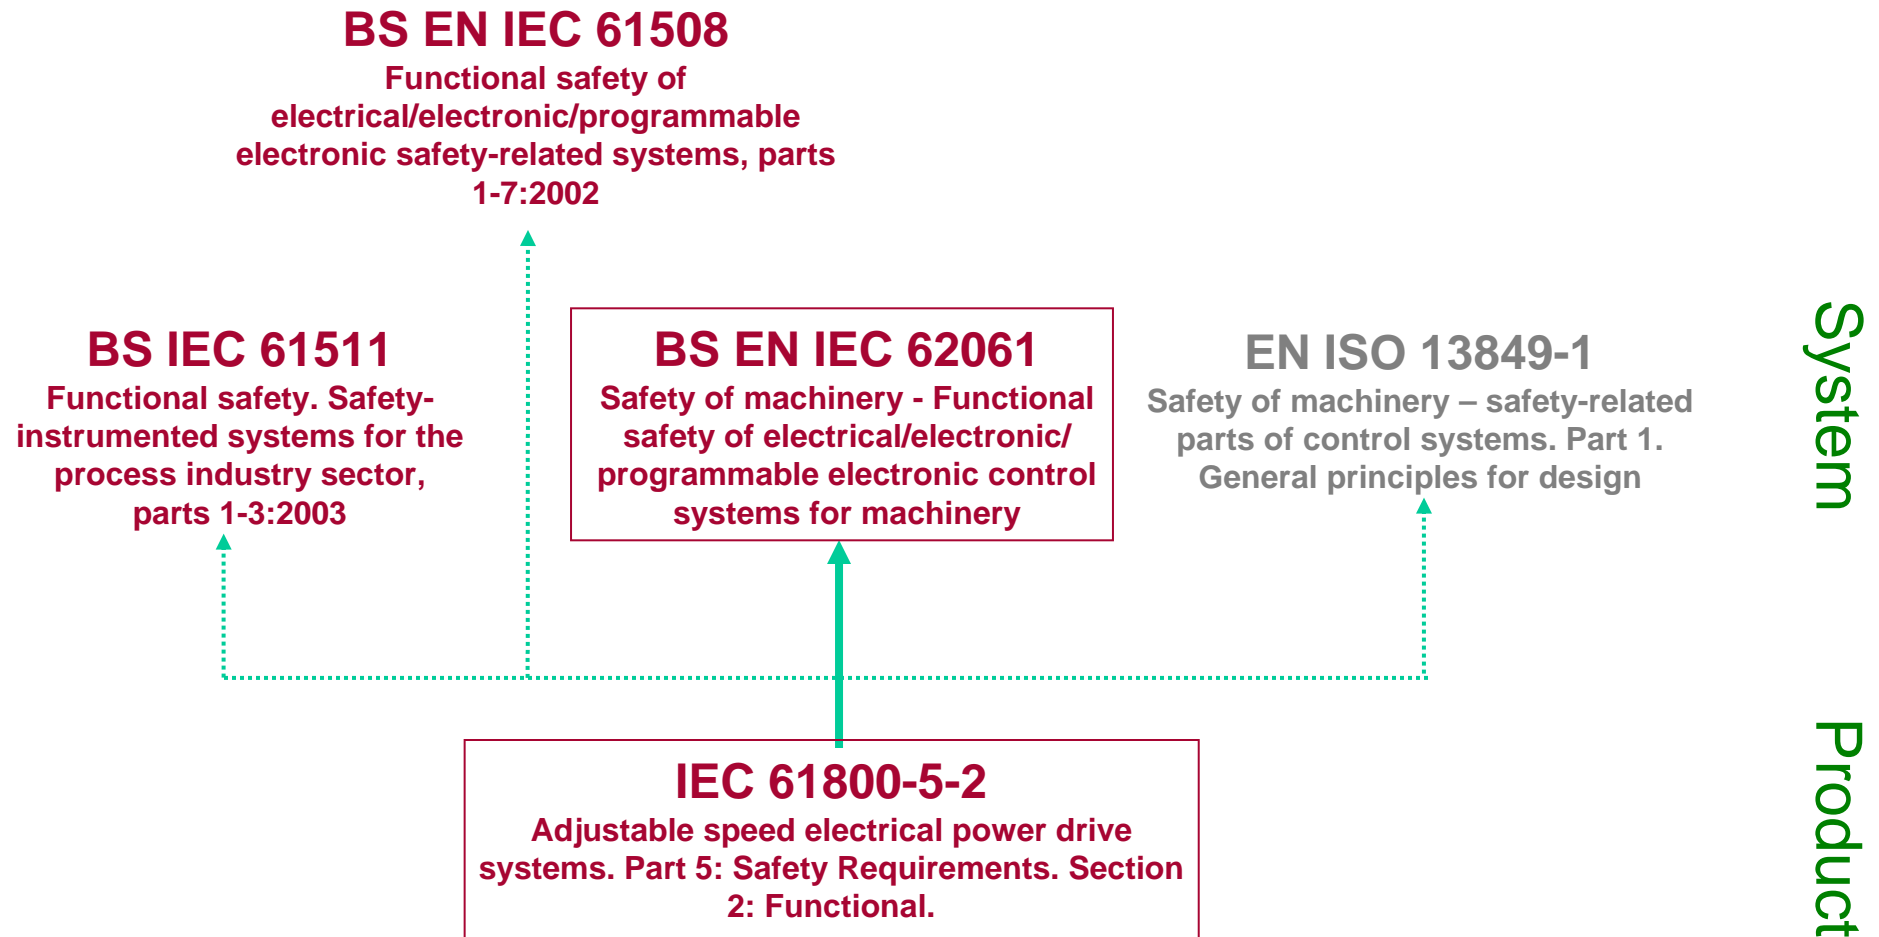 BS EN IEC 61508
Functional safety of
electrical/electronic/programmable
electronic safety-related systems, parts
1-7:2002
BS IEC 61511
Functional safety. Safety-
instrumented systems for the
process industry sector,
parts 1-3:2003
BS EN IEC 62061
Safety of machinery - Functional
safety of electrical/electronic/
programmable electronic control
systems for machinery
EN ISO 13849-1
Safety of machinery – safety-related
parts of control systems. Part 1.
General principles for design
System
IEC 61800-5-2
Adjustable speed electrical power drive
systems. Part 5: Safety Requirements. Section
2: Functional.
Product